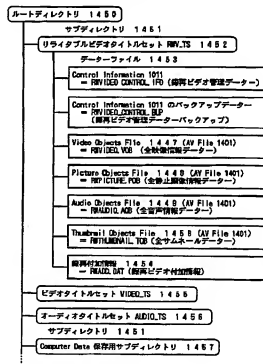 ルートディレクトリ 1450
サブディレクトリ 1451
リライタブルビデオタイトルセット RWV_TS 1452
データーファイル 1453
Control Information 1011
= RWVIDEO_CONTROL.IFO (録再ビデオ管理データー)
Control Information 1011 のバックアップデーター
= RWVIDEO_CONTROL.BUP
(録再ビデオ管理データーバックアップ)
Video Objects File 1447 (AV File 1401)
= RWVIDEO.VOB (全映像情報データー)
Picture Objects File 1448 (AV File 1401)
= RWPICTURE.POB (全静止画像情報データー)
Audio Objects File 1449 (AV File 1401)
= RWAUDIO.AOB (全音声情報データー)
Thumbnail Objects File 1458 (AV File 1401)
= RWTHUMBNAIL.TOB (全サムネールデーター)
録再付加情報 1454
= RWADD.DAT (録再ビデオ付加情報)
ビデオタイトルセット VIDEO_TS 1455
オーディオタイトルセット AUDIO_TS 1456
サブディレクトリ 1451
Computer Data 保存用サブディレクトリ 1457